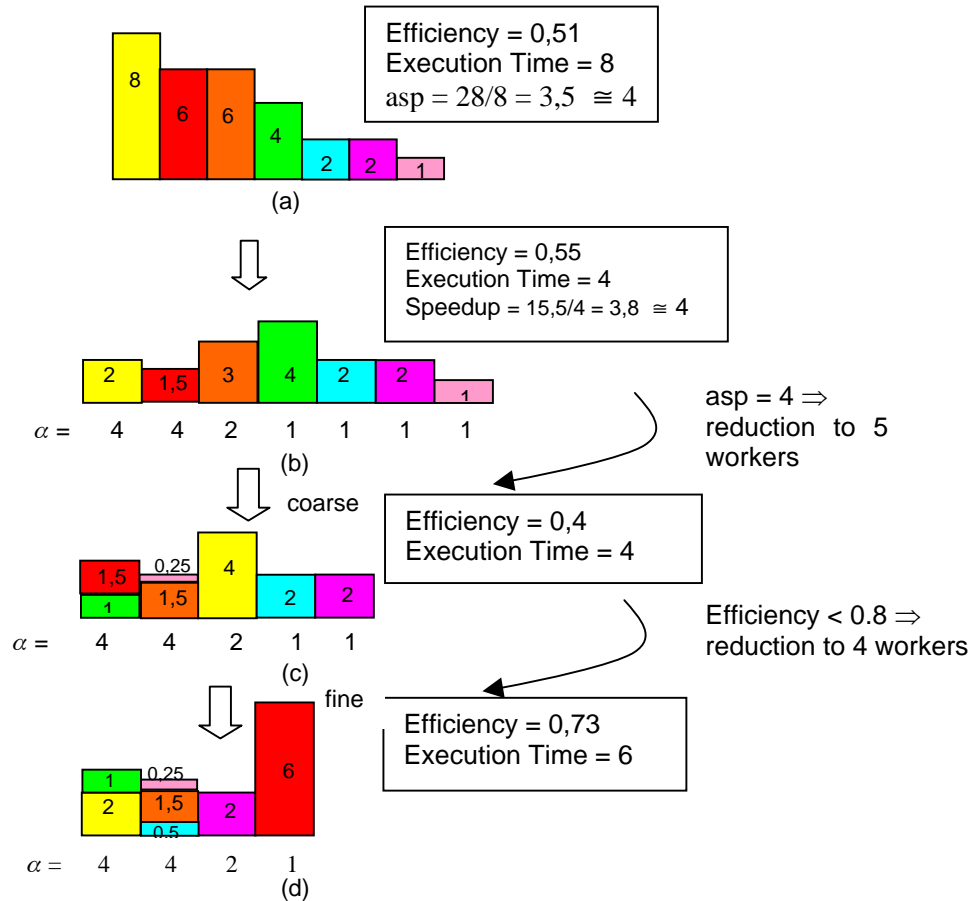 Efficiency = 0,51
Execution Time = 8
asp = 28/8 = 3,5 ≅ 4
8
6
6
4
2
2
1
(a)
Efficiency = 0,55
Execution Time = 4
Speedup = 15,5/4 = 3,8 ≅ 4
2
1,5
3
4
2
2
1
α = 4 4 2 1 1 1 1
(b)
asp = 4 ⇒
reduction to 5
workers
coarse
Efficiency = 0,4
Execution Time = 4
1,5
1
0,25
1,5
4
2
2
α = 4 4 2 1 1
(c)
Efficiency < 0.8 ⇒
reduction to 4 workers
fine
Efficiency = 0,73
Execution Time = 6
1
2
0,25
1,5
0,5
2
6
α = 4 4 2 1
(d)